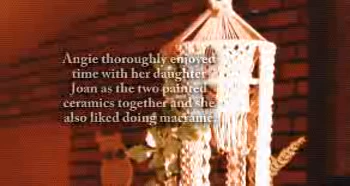 Angie thoroughly enjoyed
time with her daughter
Joan as the two painted
ceramics together and she
also liked doing macrame.